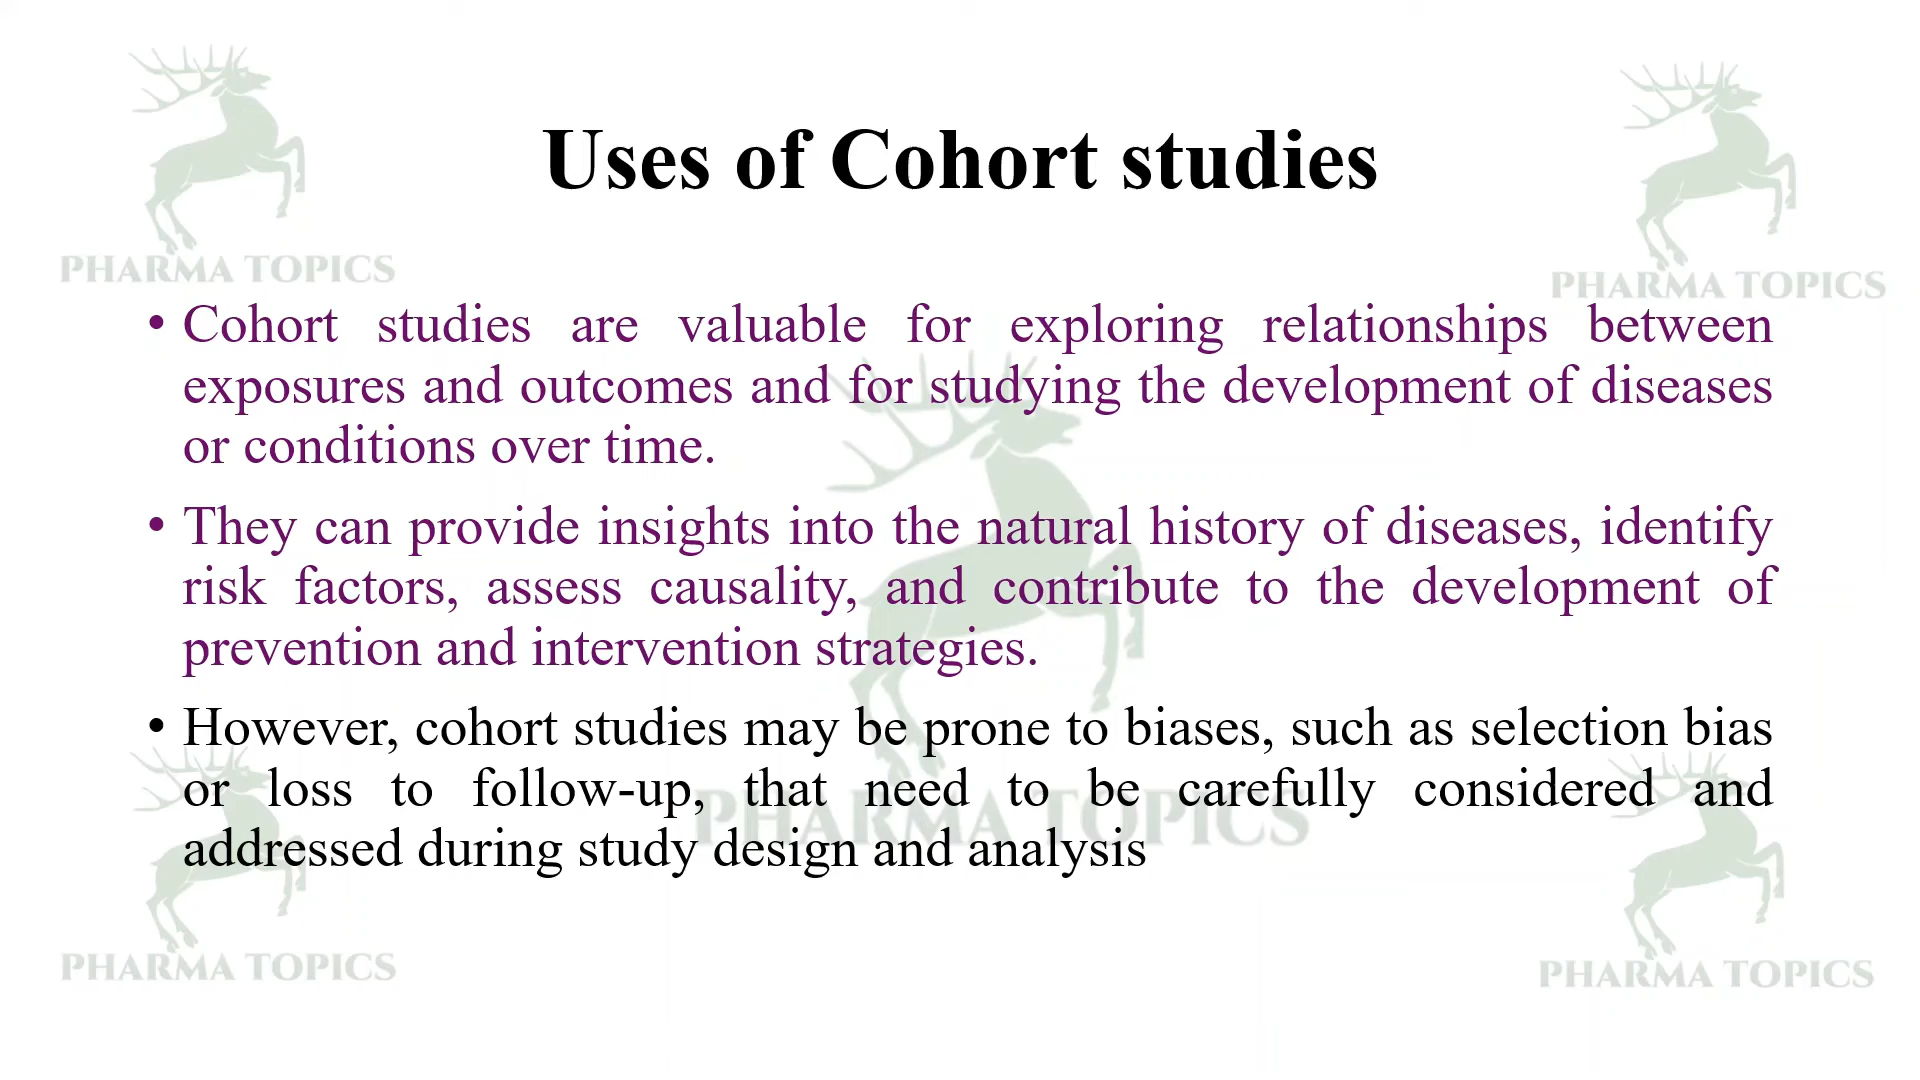 Uses of Cohort studies
PHARMA TOPICS
PHARMA TOPICS
• Cohort studies are valuable for exploring relationships between
exposures and outcomes and for studying the development of diseases
or conditions over time.
• They can provide insights into the natural history of diseases, identify
risk factors, assess causality, and contribute to the development of
prevention and intervention strategies.
• However, cohort studies may be prone to biases, such as selection bias
or loss to follow-up, that need to be carefully considered and
addressed during study design and analysis
PHARMA TOPICS
PHARMA TOPICS
PHARMA TOPICS